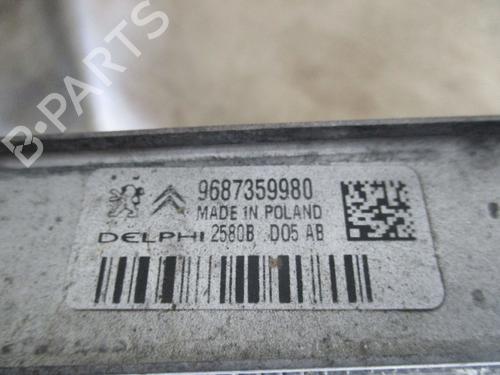 9687359980
MADE IN POLAND
DELPHI 2580B D05 AB
B-PARTS